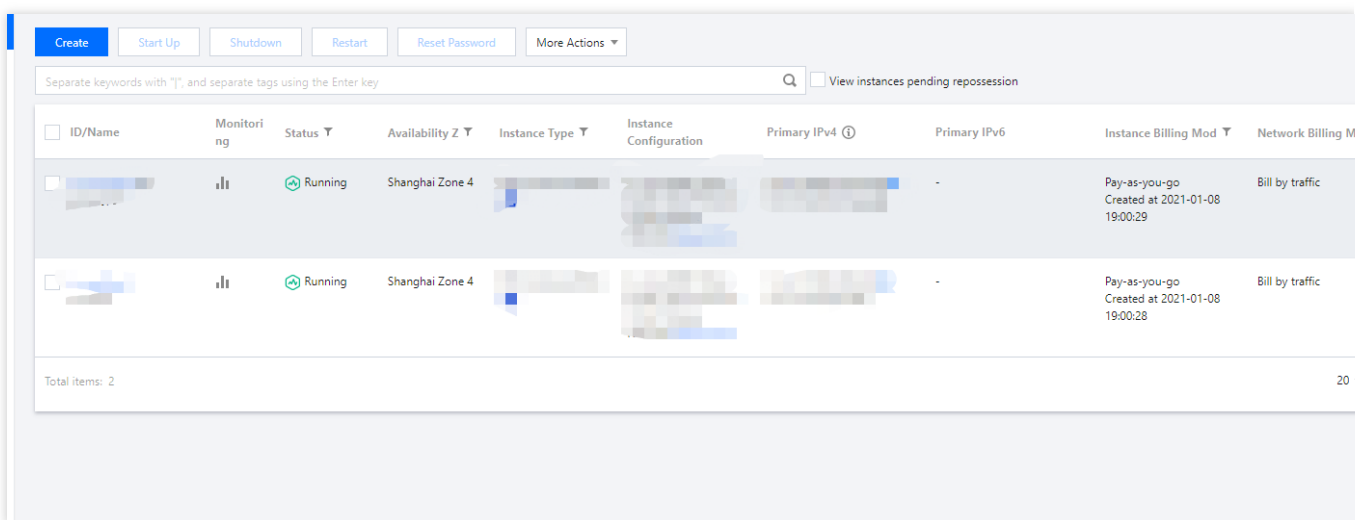 Create Start Up Shutdown Restart Reset Password More Actions
Separate keywords with "|", and separate tags using the Enter key
View instances pending repossession
ID/Name Monitori
ng Status Availability Z Instance Type Instance
Configuration Primary IPv4 Primary IPv6 Instance Billing Mod Network Billing M
Running Shanghai Zone 4 - Pay-as-you-go
Created at 2021-01-08
19:00:29 Bill by traffic
Running Shanghai Zone 4 - Pay-as-you-go
Created at 2021-01-08
19:00:28 Bill by traffic
Total items: 2 20